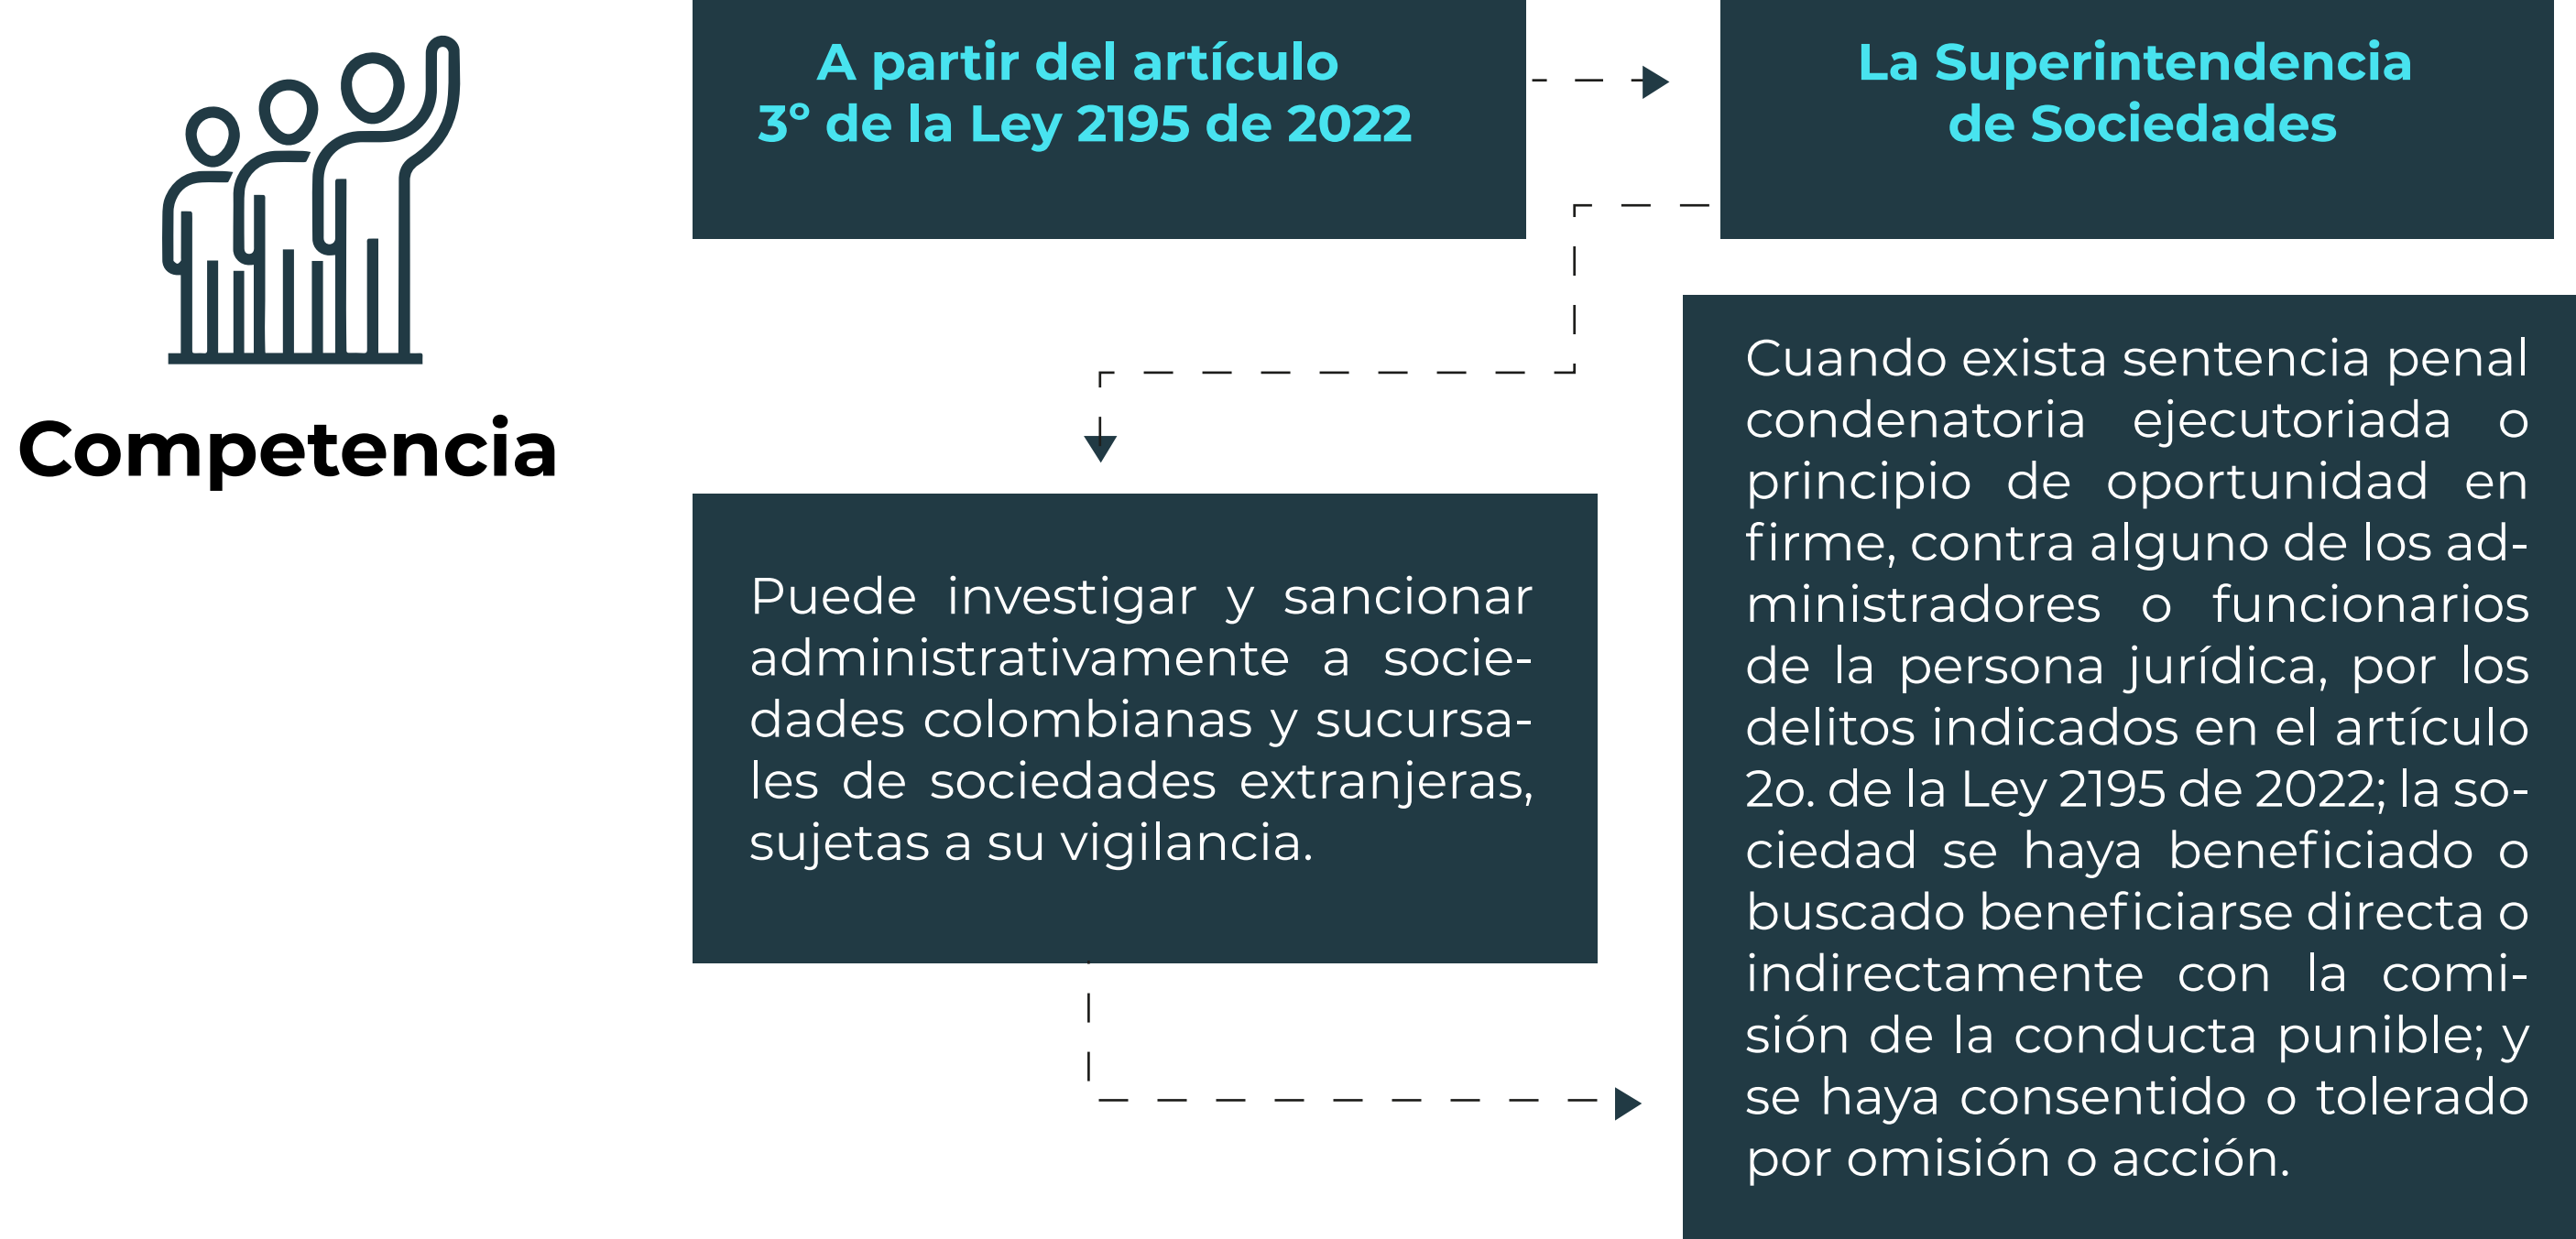 Competencia
A partir del artículo
3º de la Ley 2195 de 2022
La Superintendencia
de Sociedades
Puede investigar y sancionar
administrativamente a socie-
dades colombianas y sucursa-
les de sociedades extranjeras,
sujetas a su vigilancia.
Cuando exista sentencia penal
condenatoria ejecutoriada o
principio de oportunidad en
firme, contra alguno de los ad-
ministradores o funcionarios
de la persona jurídica, por los
delitos indicados en el artículo
2o. de la Ley 2195 de 2022; la so-
ciedad se haya beneficiado o
buscado beneficiarse directa o
indirectamente con la comi-
sión de la conducta punible; y
se haya consentido o tolerado
por omisión o acción.